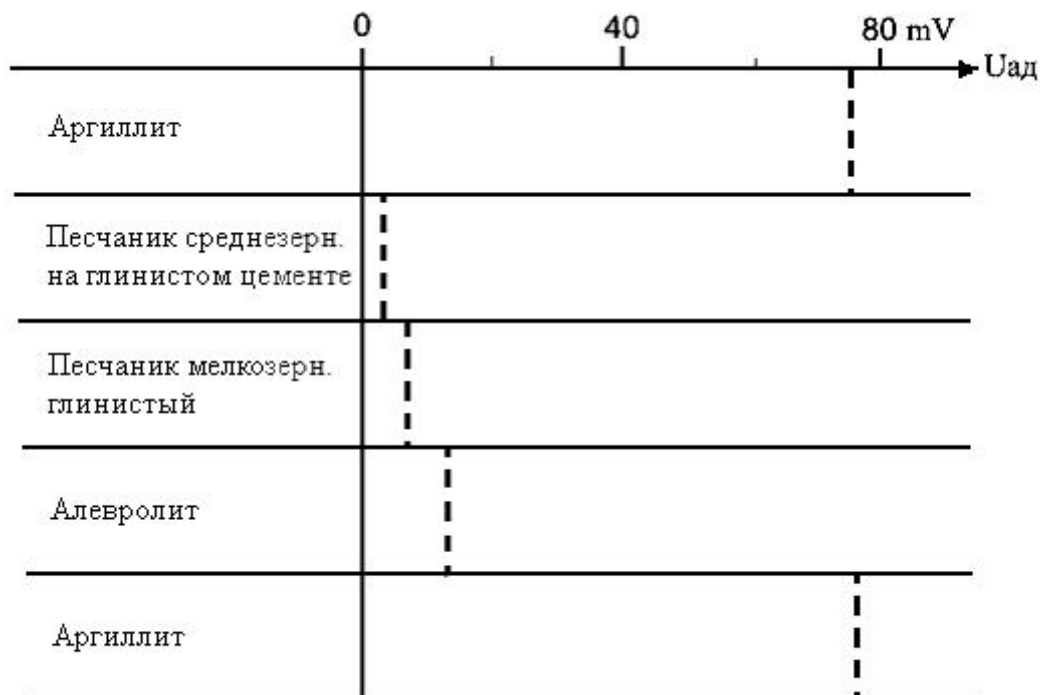 0 40 80 mV
Uад
Аргиллит
Песчаник среднезерн.
на глинистом цементе
Песчаник мелкозерн.
глинистый
Алевролит
Аргиллит